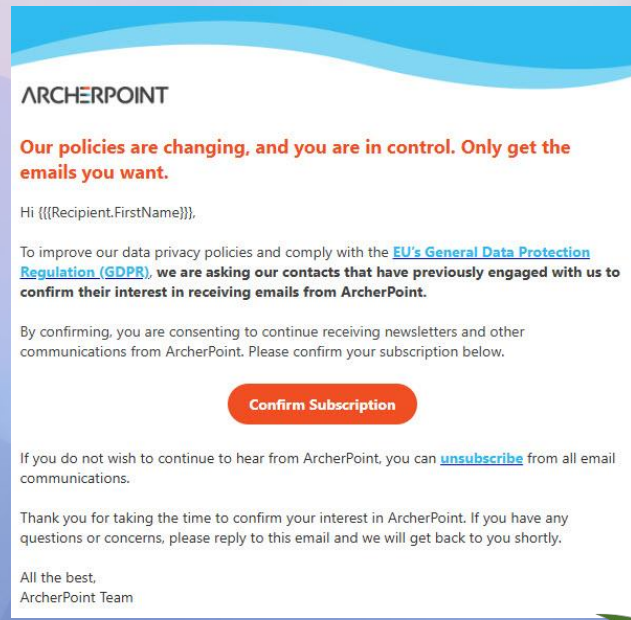 ARCHERPOINT
Our policies are changing, and you are in control. Only get the
emails you want.
Hi {{{Recipient.FirstName}}},
To improve our data privacy policies and comply with the EU's General Data Protection
Regulation (GDPR), we are asking our contacts that have previously engaged with us to
confirm their interest in receiving emails from ArcherPoint.
By confirming, you are consenting to continue receiving newsletters and other
communications from ArcherPoint. Please confirm your subscription below.
Confirm Subscription
If you do not wish to continue to hear from ArcherPoint, you can unsubscribe from all email
communications.
Thank you for taking the time to confirm your interest in ArcherPoint. If you have any
questions or concerns, please reply to this email and we will get back to you shortly.
All the best,
ArcherPoint Team